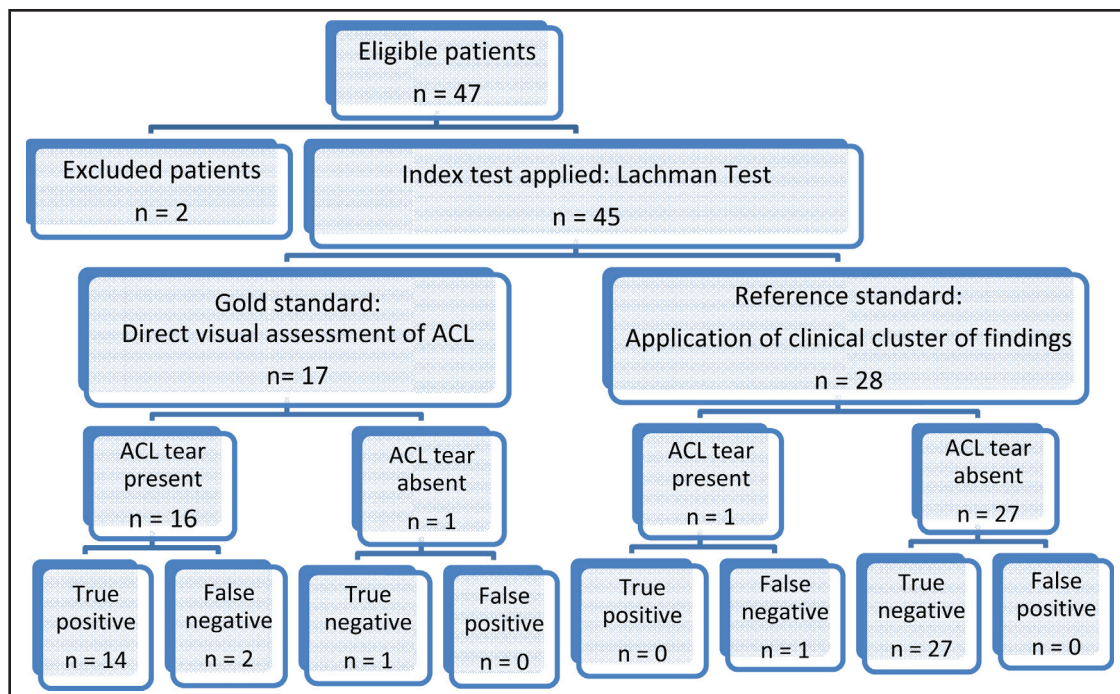 Eligible patients
n = 47
Excluded patients
n = 2
Index test applied: Lachman Test
n = 45
Gold standard:
Direct visual assessment of ACL
n= 17
Reference standard:
Application of clinical cluster of findings
n = 28
ACL tear
present
n = 16
ACL tear
absent
n = 1
ACL tear
present
n = 1
ACL tear
absent
n = 27
True
positive
n = 14
False
negative
n = 2
True
negative
n = 1
False
positive
n = 0
True
positive
n = 0
False
negative
n = 1
True
negative
n = 27
False
positive
n = 0